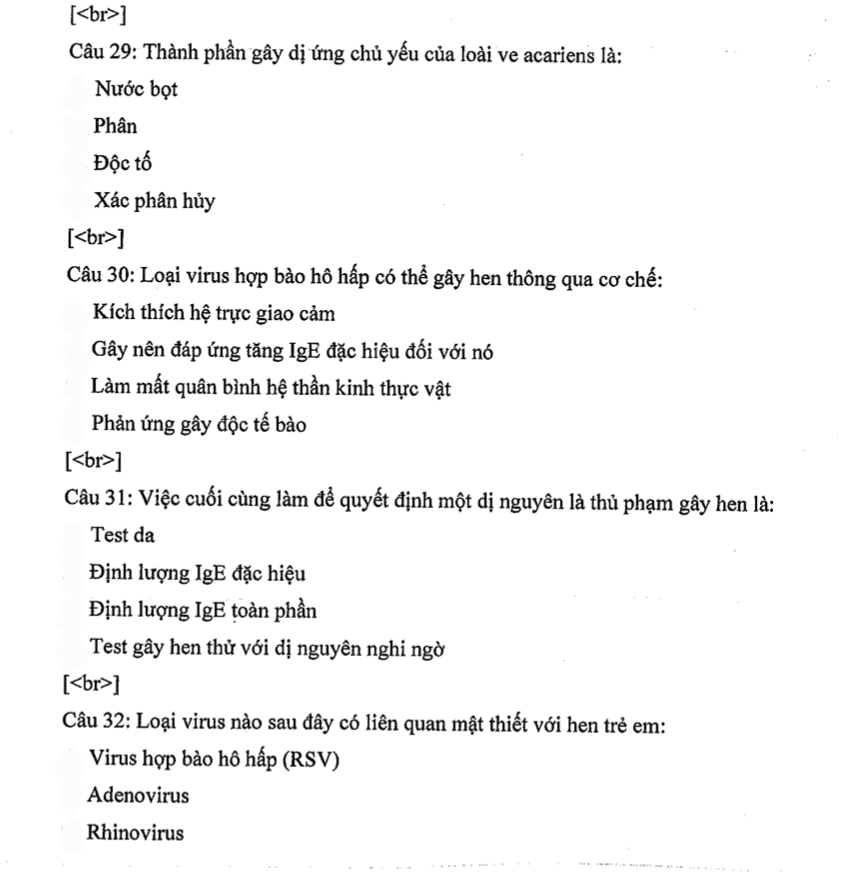 [<br>]
Câu 29: Thành phần gây dị ứng chủ yếu của loài ve acariens là:
Nước bọt
Phân
Độc tố
Xác phân hủy
[<br>]
Câu 30: Loại virus hợp bào hô hấp có thể gây hen thông qua cơ chế:
Kích thích hệ trực giao cảm
Gây nên đáp ứng tăng IgE đặc hiệu đối với nó
Làm mất quân bình hệ thần kinh thực vật
Phản ứng gây độc tế bào
[<br>]
Câu 31: Việc cuối cùng làm để quyết định một dị nguyên là thủ phạm gây hen là:
Test da
Định lượng IgE đặc hiệu
Định lượng IgE toàn phần
Test gây hen thử với dị nguyên nghi ngờ
[<br>]
Câu 32: Loại virus nào sau đây có liên quan mật thiết với hen trẻ em:
Virus hợp bào hô hấp (RSV)
Adenovirus
Rhinovirus